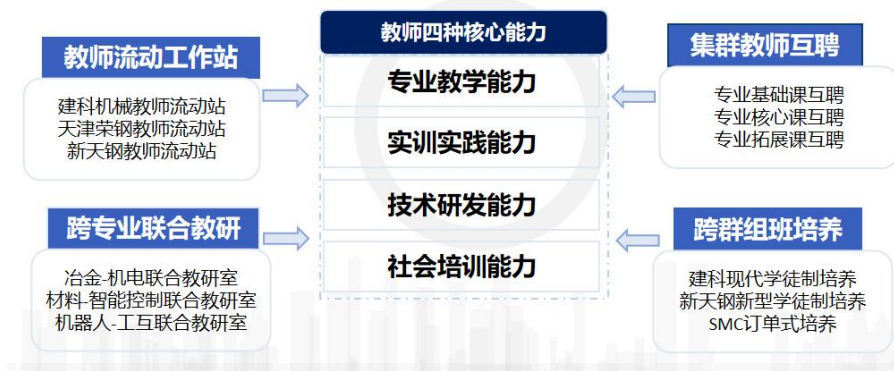 教师四种核心能力
教师流动工作站
集群教师互聘
专业教学能力
建科机械教师流动站
天津荣钢教师流动站
新天钢教师流动站
专业基础课互聘
专业核心课互聘
专业拓展课互聘
实训实践能力
技术研发能力
跨专业联合教研
跨群组班培养
社会培训能力
冶金-机电联合教研室
材料-智能控制联合教研室
机器人-工互联合教研室
建科现代学徒制培养
新天钢新型学徒制培养
SMC订单式培养